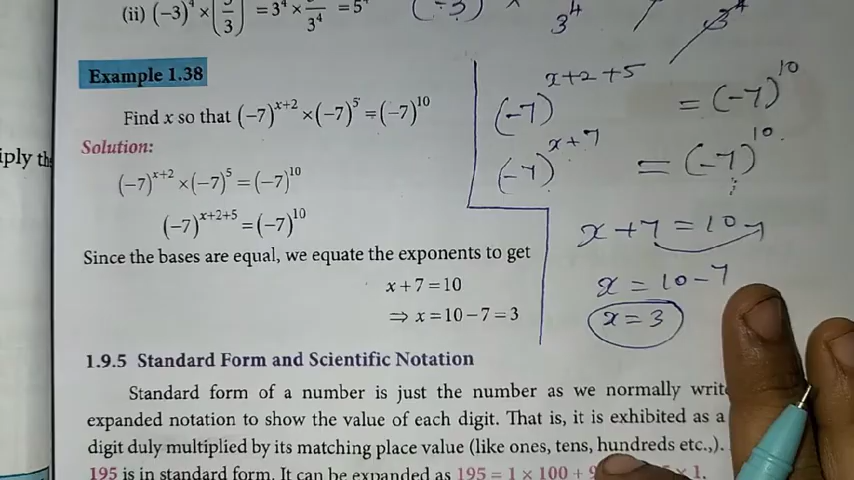 (ii) (−3)⁴ × (5/3)⁴ = 3⁴ × 5⁴/3⁴ = 5⁴
3⁴
Example 1.38
Find x so that (−7)ˣ⁺² × (−7)⁵ = (−7)¹⁰
Solution:
(−7)ˣ⁺² × (−7)⁵ = (−7)¹⁰
(−7)ˣ⁺²⁺⁵ = (−7)¹⁰
Since the bases are equal, we equate the exponents to get
x + 7 = 10
⇒ x = 10 − 7 = 3
(−7)ˣ⁺²⁺⁵ = (−7)¹⁰
(−7)ˣ⁺⁷ = (−7)¹⁰
x + 7 = 10
x = 10 − 7
x = 3
1.9.5 Standard Form and Scientific Notation
Standard form of a number is just the number as we normally
expanded notation to show the value of each digit. That is, it is exhibited as a
digit duly multiplied by its matching place value (like ones, tens, hundreds etc.,).
195 is in standard form. It can be expanded as 195 = 1 × 100 + × 1.
iply